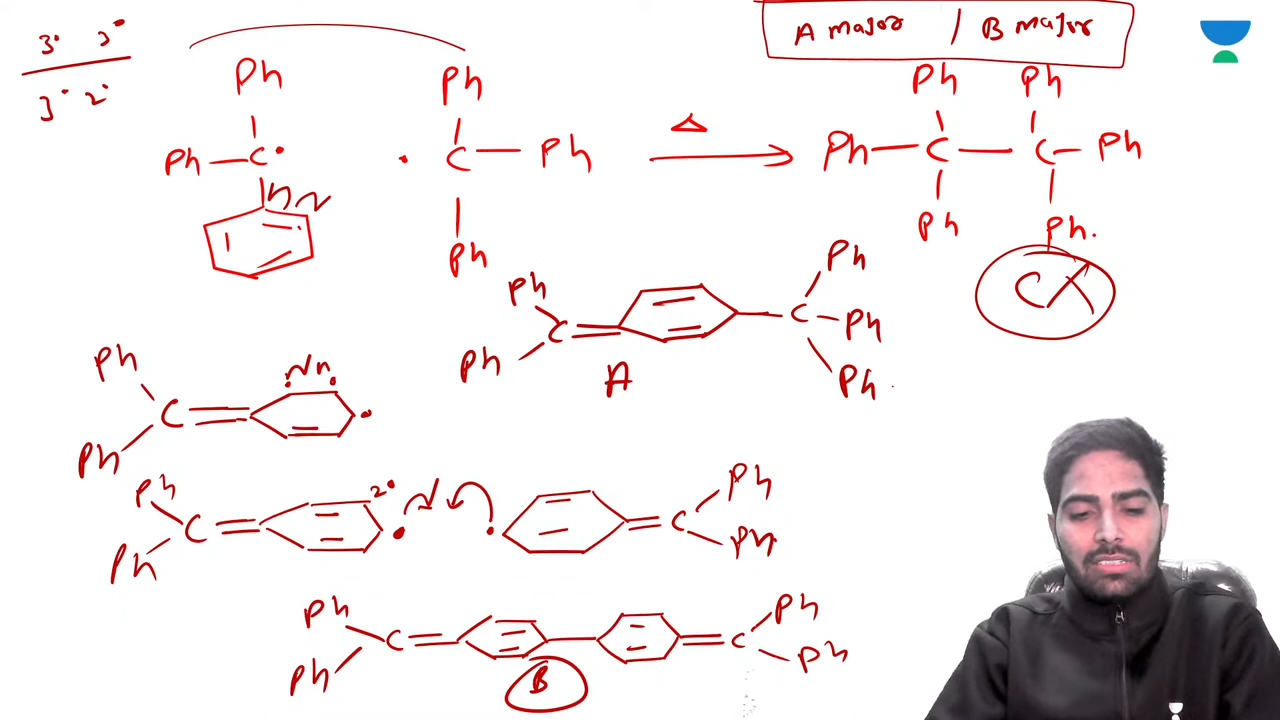 A major / B major
3° 3°
3° 2°
Ph Ph Ph Ph
Ph—C• •C—Ph Δ Ph—C—C—Ph
Ph Ph Ph.
Ph Ph
Ph C C—Ph
A Ph.
Ph
C
Ph
Ph 2° Ph
C C
Ph Ph
Ph Ph
C C
Ph Ph
B